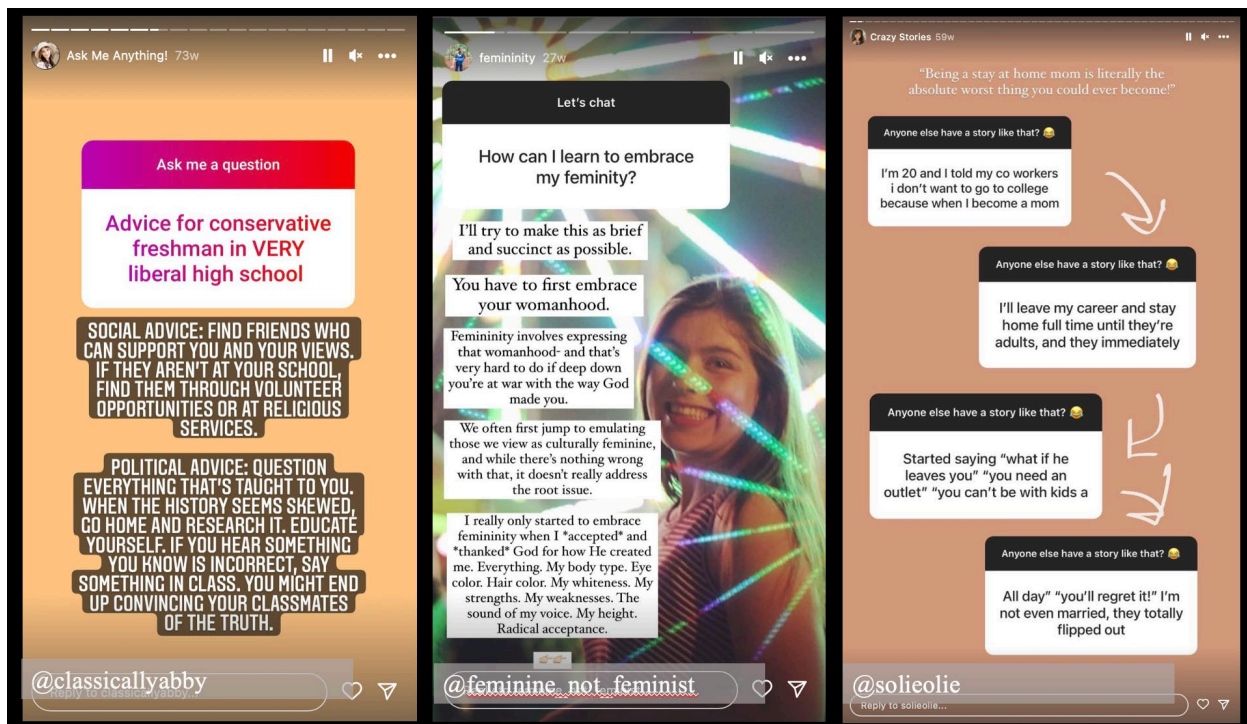 Ask Me Anything! 73w
Ask me a question
Advice for conservative
freshman in VERY
liberal high school
SOCIAL ADVICE: FIND FRIENDS WHO
CAN SUPPORT YOU AND YOUR VIEWS.
IF THEY AREN'T AT YOUR SCHOOL,
FIND THEM THROUGH VOLUNTEER
OPPORTUNITIES OR AT RELIGIOUS
SERVICES.
POLITICAL ADVICE: QUESTION
EVERYTHING THAT'S TAUGHT TO YOU.
WHEN THE HISTORY SEEMS SKEWED,
GO HOME AND RESEARCH IT. EDUCATE
YOURSELF. IF YOU HEAR SOMETHING
YOU KNOW IS INCORRECT, SAY
SOMETHING IN CLASS. YOU MIGHT END
UP CONVINCING YOUR CLASSMATES
OF THE TRUTH.
@classicallyabby
Reply to classicallyabby...
femininity 27w
Let's chat
How can I learn to embrace
my feminity?
I'll try to make this as brief
and succinct as possible.
You have to first embrace
your womanhood.
Femininity involves expressing
that womanhood- and that's
very hard to do if deep down
you're at war with the way God
made you.
We often first jump to emulating
those we view as culturally feminine,
and while there's nothing wrong
with that, it doesn't really address
the root issue.
I really only started to embrace
femininity when I *accepted* and
*thanked* God for how He created
me. Everything. My body type. Eye
color. Hair color. My whiteness. My
strengths. My weaknesses. The
sound of my voice. My height.
Radical acceptance.
@feminine_not_feminist
Crazy Stories 59w
"Being a stay at home mom is literally the
absolute worst thing you could ever become!"
Anyone else have a story like that? 😂
I'm 20 and I told my co workers
i don't want to go to college
because when I become a mom
Anyone else have a story like that? 😂
I'll leave my career and stay
home full time until they're
adults, and they immediately
Anyone else have a story like that? 😂
Started saying "what if he
leaves you" "you need an
outlet" "you can't be with kids a
Anyone else have a story like that? 😂
All day" "you'll regret it!" I'm
not even married, they totally
flipped out
@solieolie
Reply to solieolie...